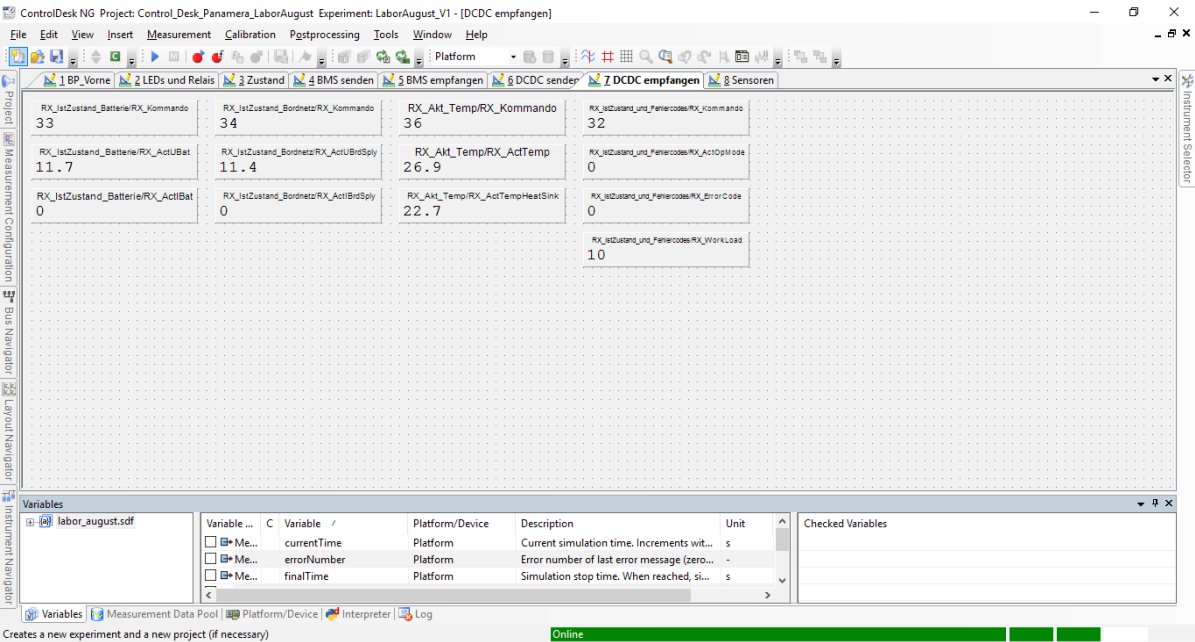 ControlDesk NG Project: Control_Desk_Panamera_LaborAugust Experiment: LaborAugust_V1 - [DCDC empfangen]
File Edit View Insert Measurement Calibration Postprocessing Tools Window Help
Platform
1 BP_Vorne 2 LEDs und Relais 3 Zustand 4 BMS senden 5 BMS empfangen 6 DCDC senden 7 DCDC empfangen 8 Sensoren
Project
Measurement Configuration
Bus Navigator
Layout Navigator
Instrument Navigator
Instrument Selector
RX_IstZustand_Batterie/RX_Kommando RX_IstZustand_Bordnetz/RX_Kommando RX_Akt_Temp/RX_Kommando RX_IstZustand_und_Fehlercodes/RX_Kommando
33 34 36 32
RX_IstZustand_Batterie/RX_ActUBat RX_IstZustand_Bordnetz/RX_ActUBrdSply RX_Akt_Temp/RX_ActTemp RX_IstZustand_und_Fehlercodes/RX_ActOpMode
11.7 11.4 26.9 0
RX_IstZustand_Batterie/RX_ActIBat RX_IstZustand_Bordnetz/RX_ActIBrdSply RX_Akt_Temp/RX_ActTempHeatSink RX_IstZustand_und_Fehlercodes/RX_ErrorCode
0 0 22.7 0
RX_IstZustand_und_Fehlercodes/RX_WorkLoad
10
Variables
labor_august.sdf
Variable ... C Variable / Platform/Device Description Unit
Me... currentTime Platform Current simulation time. Increments wit... s
Me... errorNumber Platform Error number of last error message (zero... -
Me... finalTime Platform Simulation stop time. When reached, si... s
Checked Variables
Variables Measurement Data Pool Platform/Device Interpreter Log
Creates a new experiment and a new project (if necessary) Online